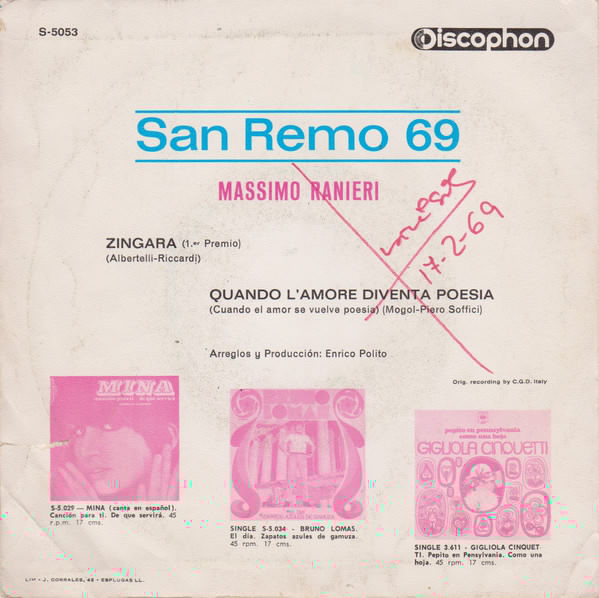 S-5053
Discophon
San Remo 69
MASSIMO RANIERI
17-2-69
ZINGARA (1.er Premio)
(Albertelli-Riccardi)
QUANDO L'AMORE DIVENTA POESIA
(Cuando el amor se vuelve poesia) (Mogol-Piero Soffici)
Arreglos y Producción: Enrico Polito
Orig. recording by C.G.D. Italy
MINA
S-5.029 — MINA (canta en español).
Canción para ti. De que servirá. 45
r.p.m. 17 cms.
LOMAS
SINGLE S-5.034 - BRUNO LOMAS.
El dia. Zapatos azules de gamuza.
45 rpm. 17 cms.
pepito en pennsylvania
como una hoja
GIGLIOLA CINQUETTI
SINGLE 3.611 - GIGLIOLA CINQUET-
TI. Pepito en Pensylvania. Como una
hoja. 45 rpm. 17 cms.
J. CORRALES, 42 - ESPLUGAS LL.